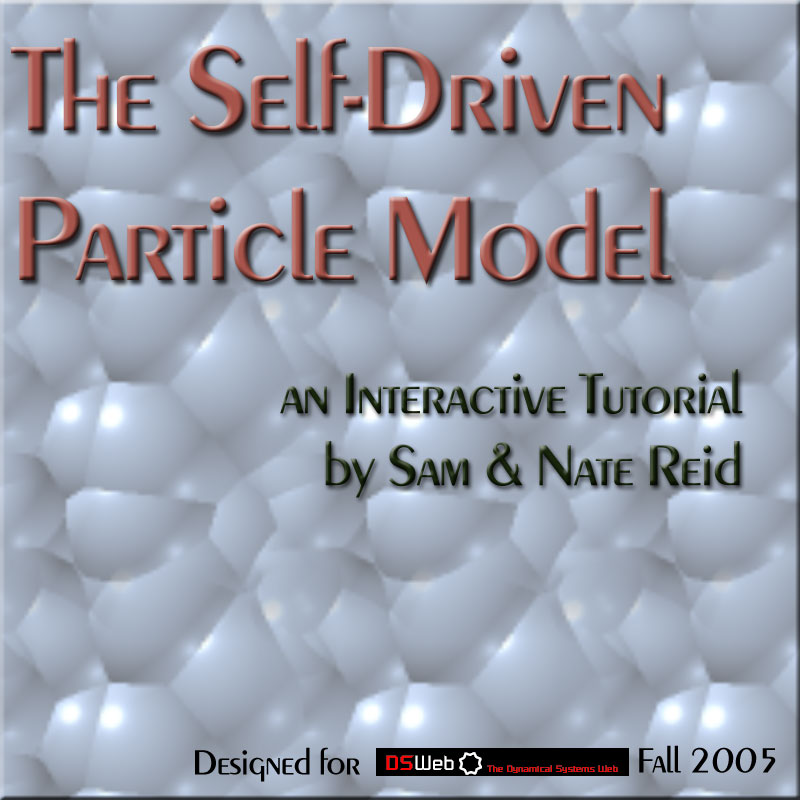 The Self-Driven
Particle Model
an Interactive Tutorial
by Sam & Nate Reid
Designed for DSWeb The Dynamical Systems Web Fall 2005